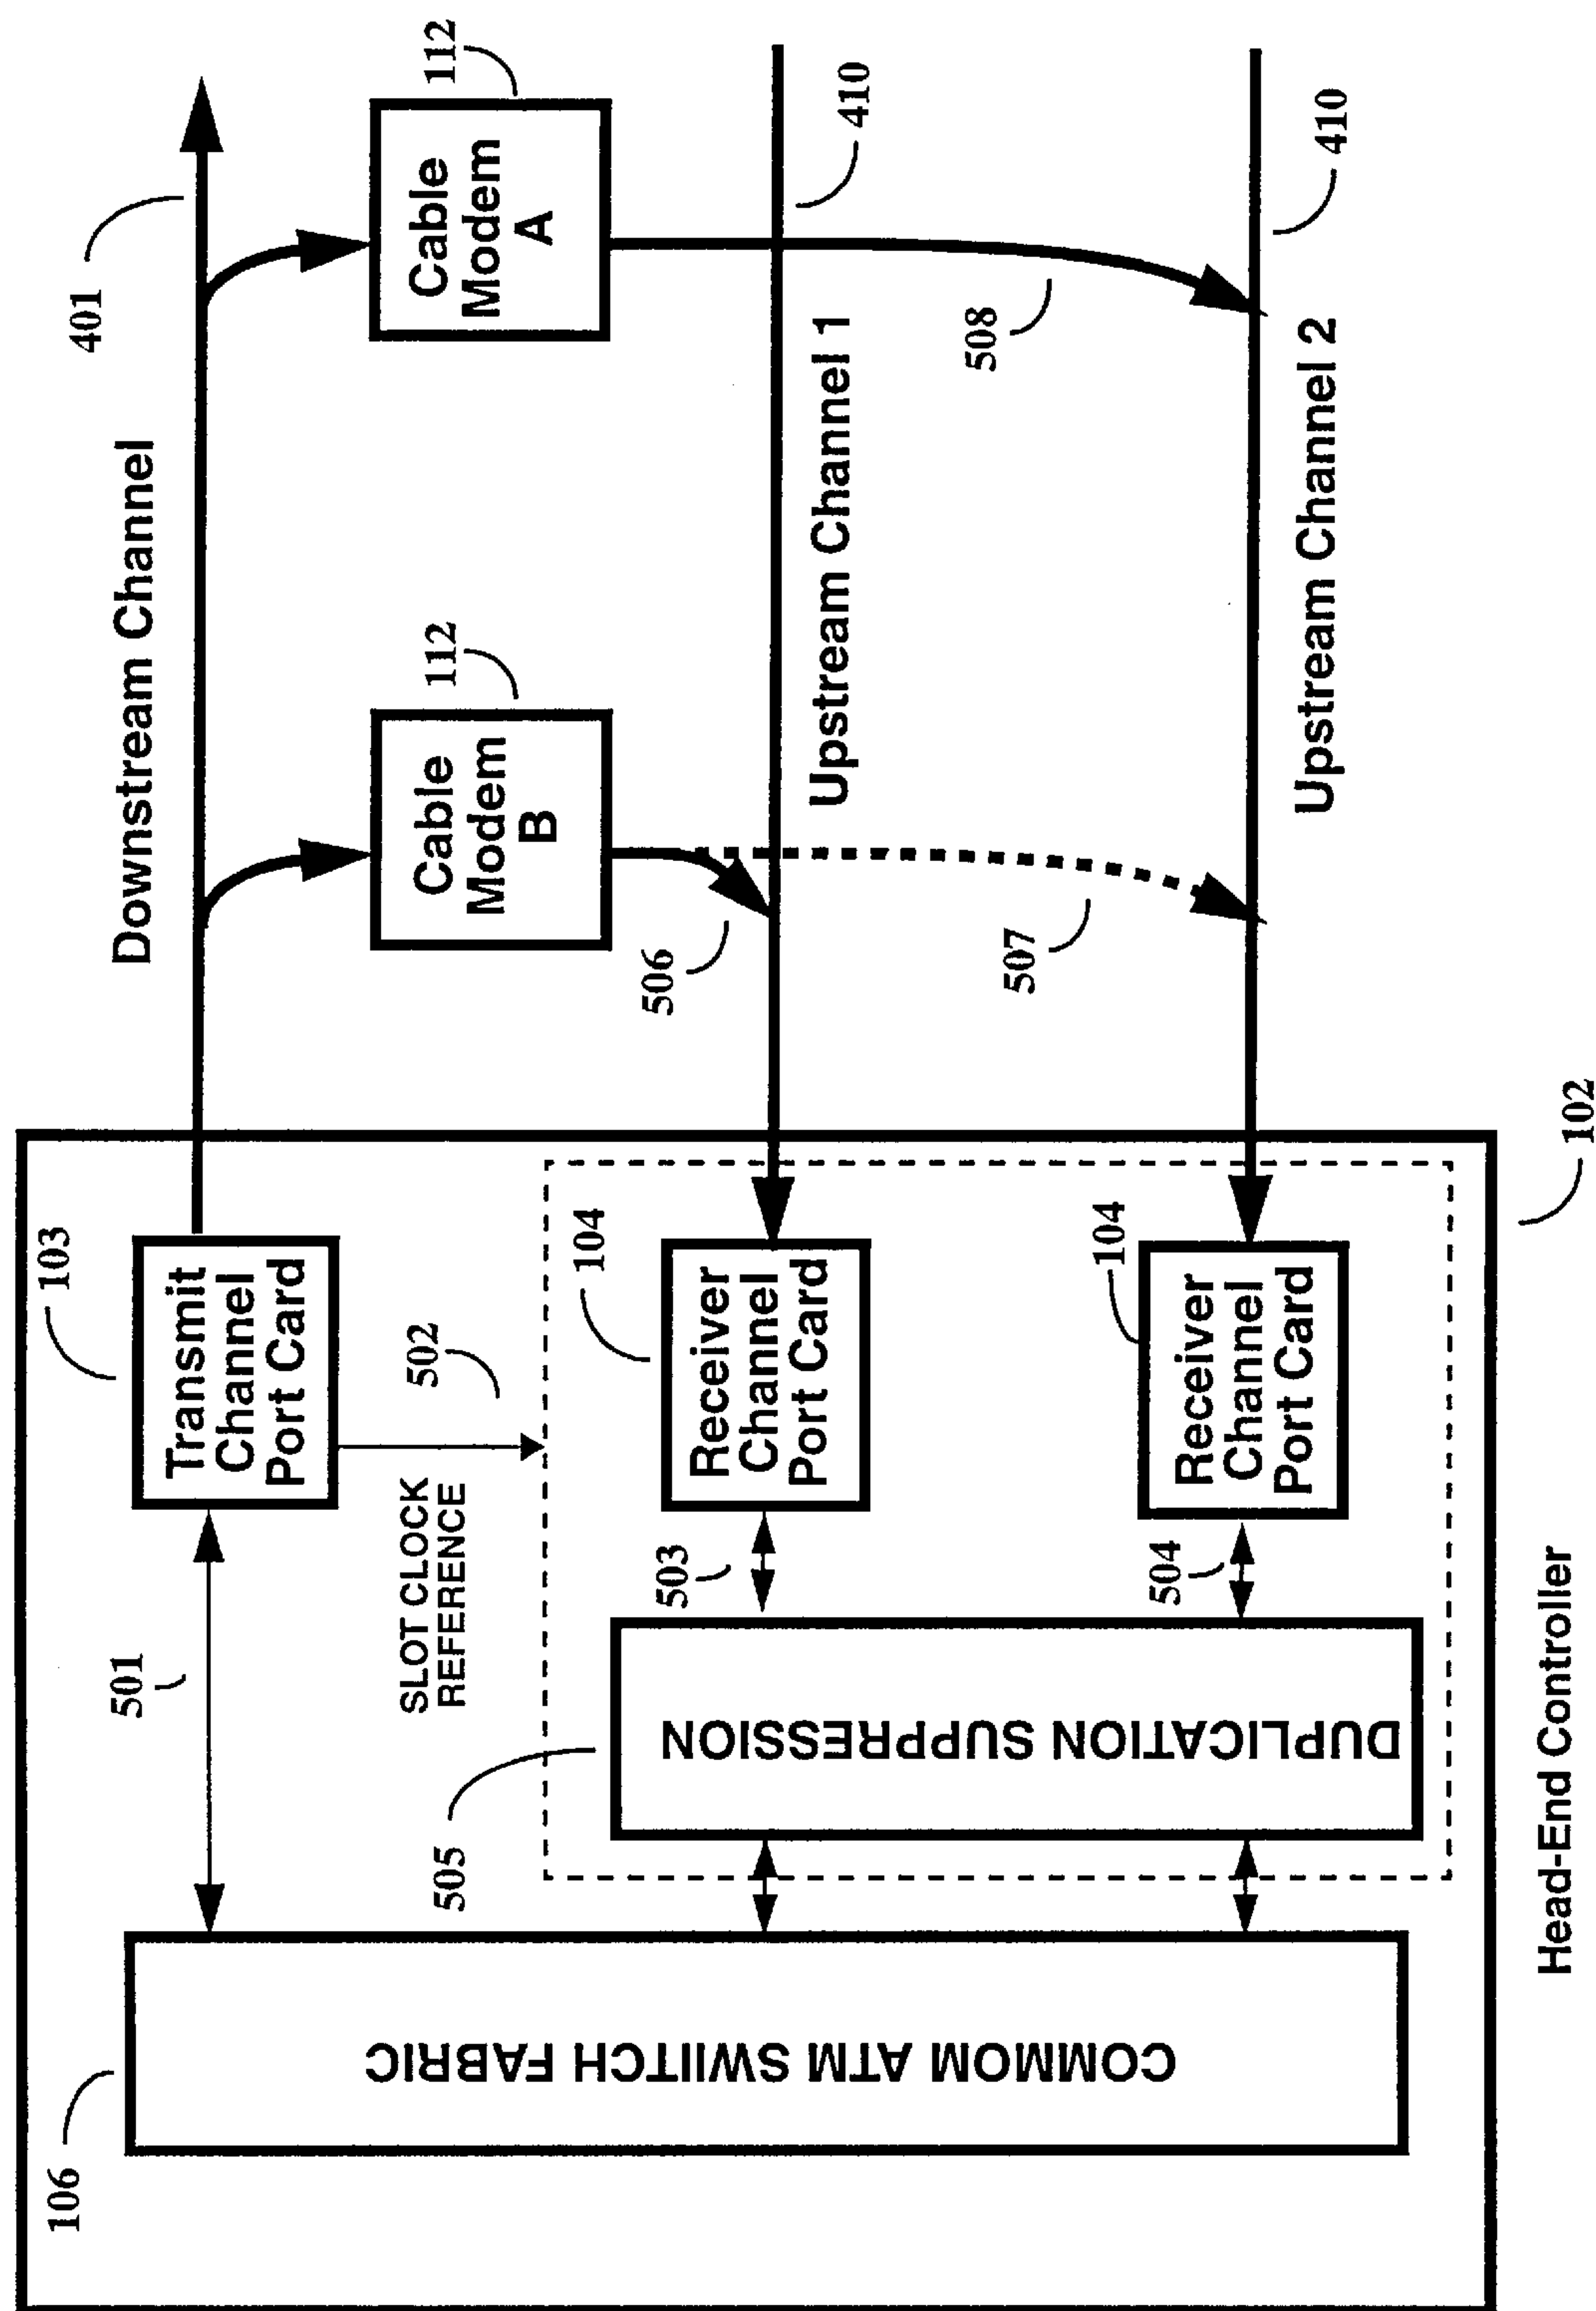 106
COMMOM ATM SWIITCH FABRIC
501
505
DUPLICATION SUPPRESSION
SLOT CLOCK
REFERENCE
502
103
Transmit
Channel
Port Card
503
104
Receiver
Channel
Port Card
504
104
Receiver
Channel
Port Card
Head-End Controller
102
Downstream Channel
401
Cable
Modem
B
112
Cable
Modem
A
112
506
Upstream Channel 1
410
507
508
Upstream Channel 2
410